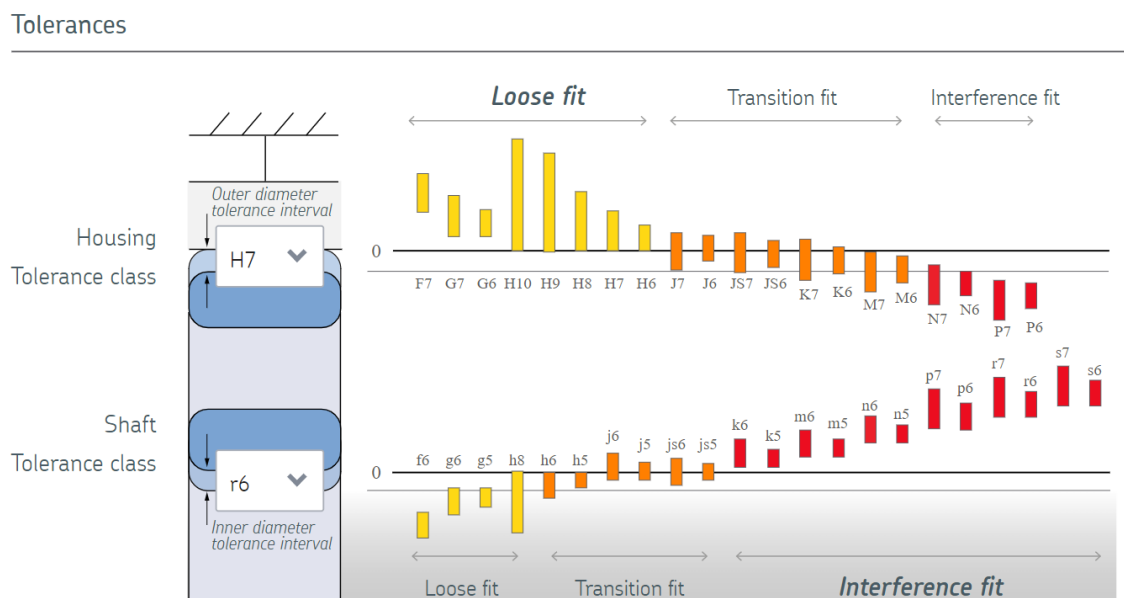 Tolerances
Loose fit
Transition fit
Interference fit
Outer diameter
tolerance interval
Housing
Tolerance class
H7
0
F7 G7 G6 H10 H9 H8 H7 H6 J7 J6 JS7 JS6 K7 K6 M7 M6 N7 N6 P7 P6
Shaft
Tolerance class
r6
0
f6 g6 g5 h8 h6 h5 j6 j5 js6 js5 k6 k5 m6 m5 n6 n5 p7 p6 r7 r6 s7 s6
Inner diameter
tolerance interval
Loose fit
Transition fit
Interference fit